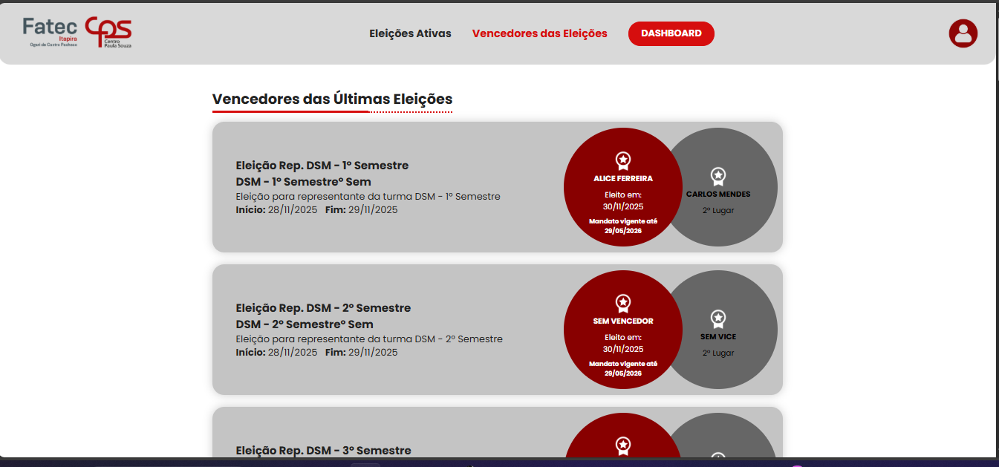 Fatec
Itapira
Ogari de Castro Pacheco
CPS
Centro
Paula Souza
Eleições Ativas
Vencedores das Eleições
DASHBOARD
Vencedores das Últimas Eleições
Eleição Rep. DSM - 1º Semestre
DSM - 1º Semestreº Sem
Eleição para representante da turma DSM - 1º Semestre
Início: 28/11/2025 Fim: 29/11/2025
ALICE FERREIRA
Eleito em:
30/11/2025
Mandato vigente até
29/05/2026
CARLOS MENDES
2º Lugar
Eleição Rep. DSM - 2º Semestre
DSM - 2º Semestreº Sem
Eleição para representante da turma DSM - 2º Semestre
Início: 28/11/2025 Fim: 29/11/2025
SEM VENCEDOR
Eleito em:
30/11/2025
Mandato vigente até
29/05/2026
SEM VICE
2º Lugar
Eleição Rep. DSM - 3º Semestre